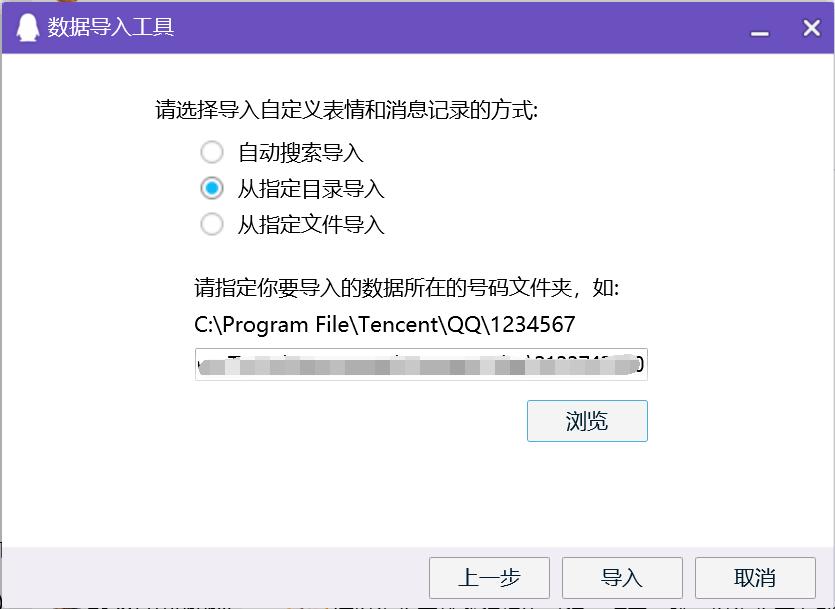 数据导入工具
请选择导入自定义表情和消息记录的方式:
自动搜索导入
从指定目录导入
从指定文件导入
请指定你要导入的数据所在的号码文件夹，如:
C:\Program File\Tencent\QQ\1234567
浏览
上一步
导入
取消